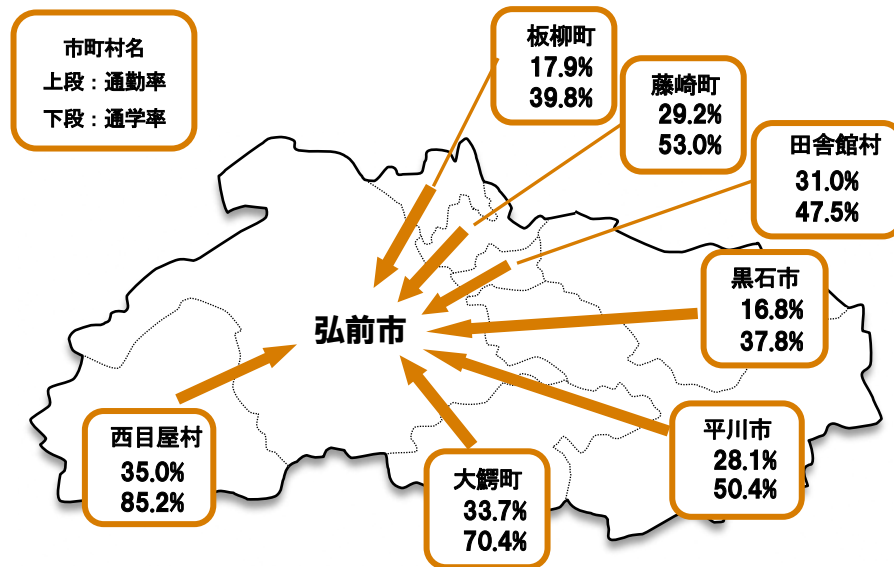 市町村名
上段：通勤率
下段：通学率
板柳町
17.9%
39.8%
藤崎町
29.2%
53.0%
田舎館村
31.0%
47.5%
黒石市
16.8%
37.8%
弘前市
平川市
28.1%
50.4%
西目屋村
35.0%
85.2%
大鰐町
33.7%
70.4%